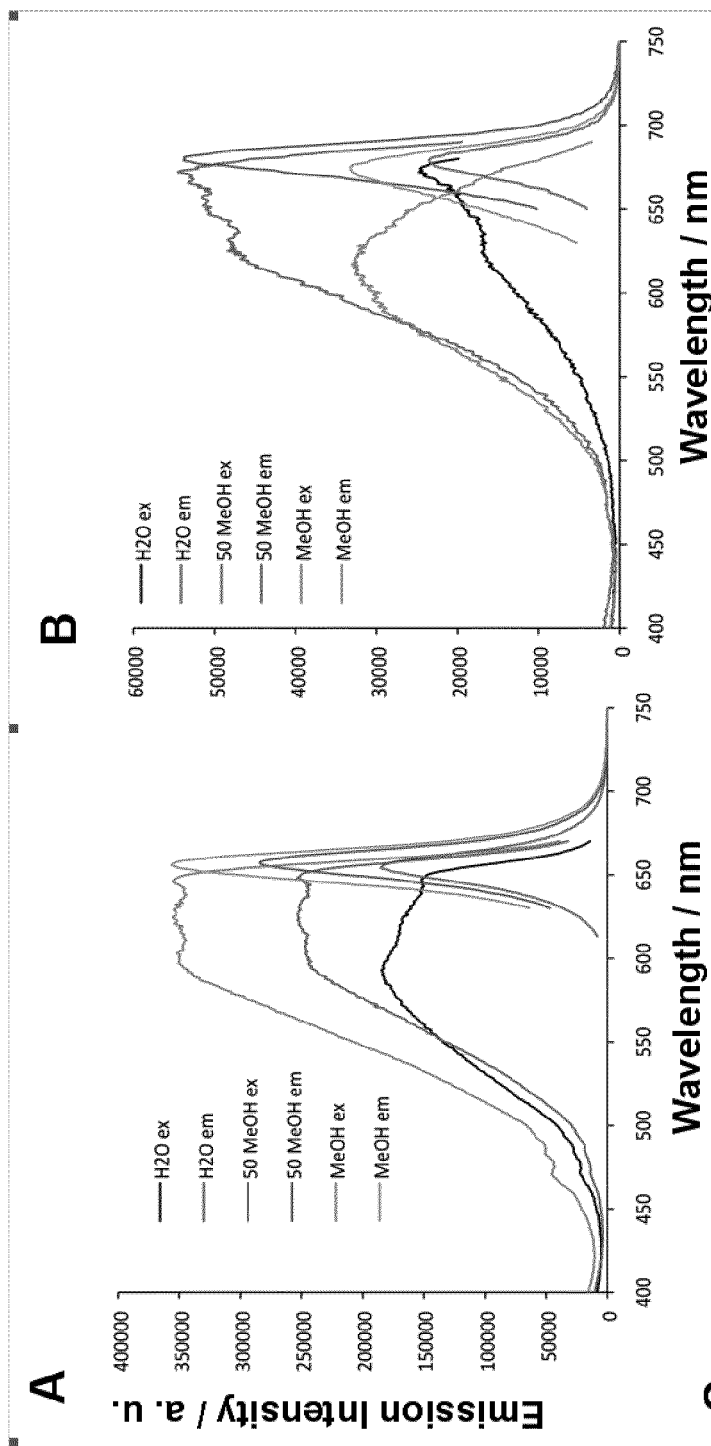 A
Emission Intensity / a. u.
400000
350000
300000
250000
200000
150000
100000
50000
0
H2O ex
H2O em
50 MeOH ex
50 MeOH em
MeOH ex
MeOH em
400
450
500
550
600
650
700
750
Wavelength / nm
B
60000
50000
40000
30000
20000
10000
0
H2O ex
H2O em
50 MeOH ex
50 MeOH em
MeOH ex
MeOH em
400
450
500
550
600
650
700
750
Wavelength / nm